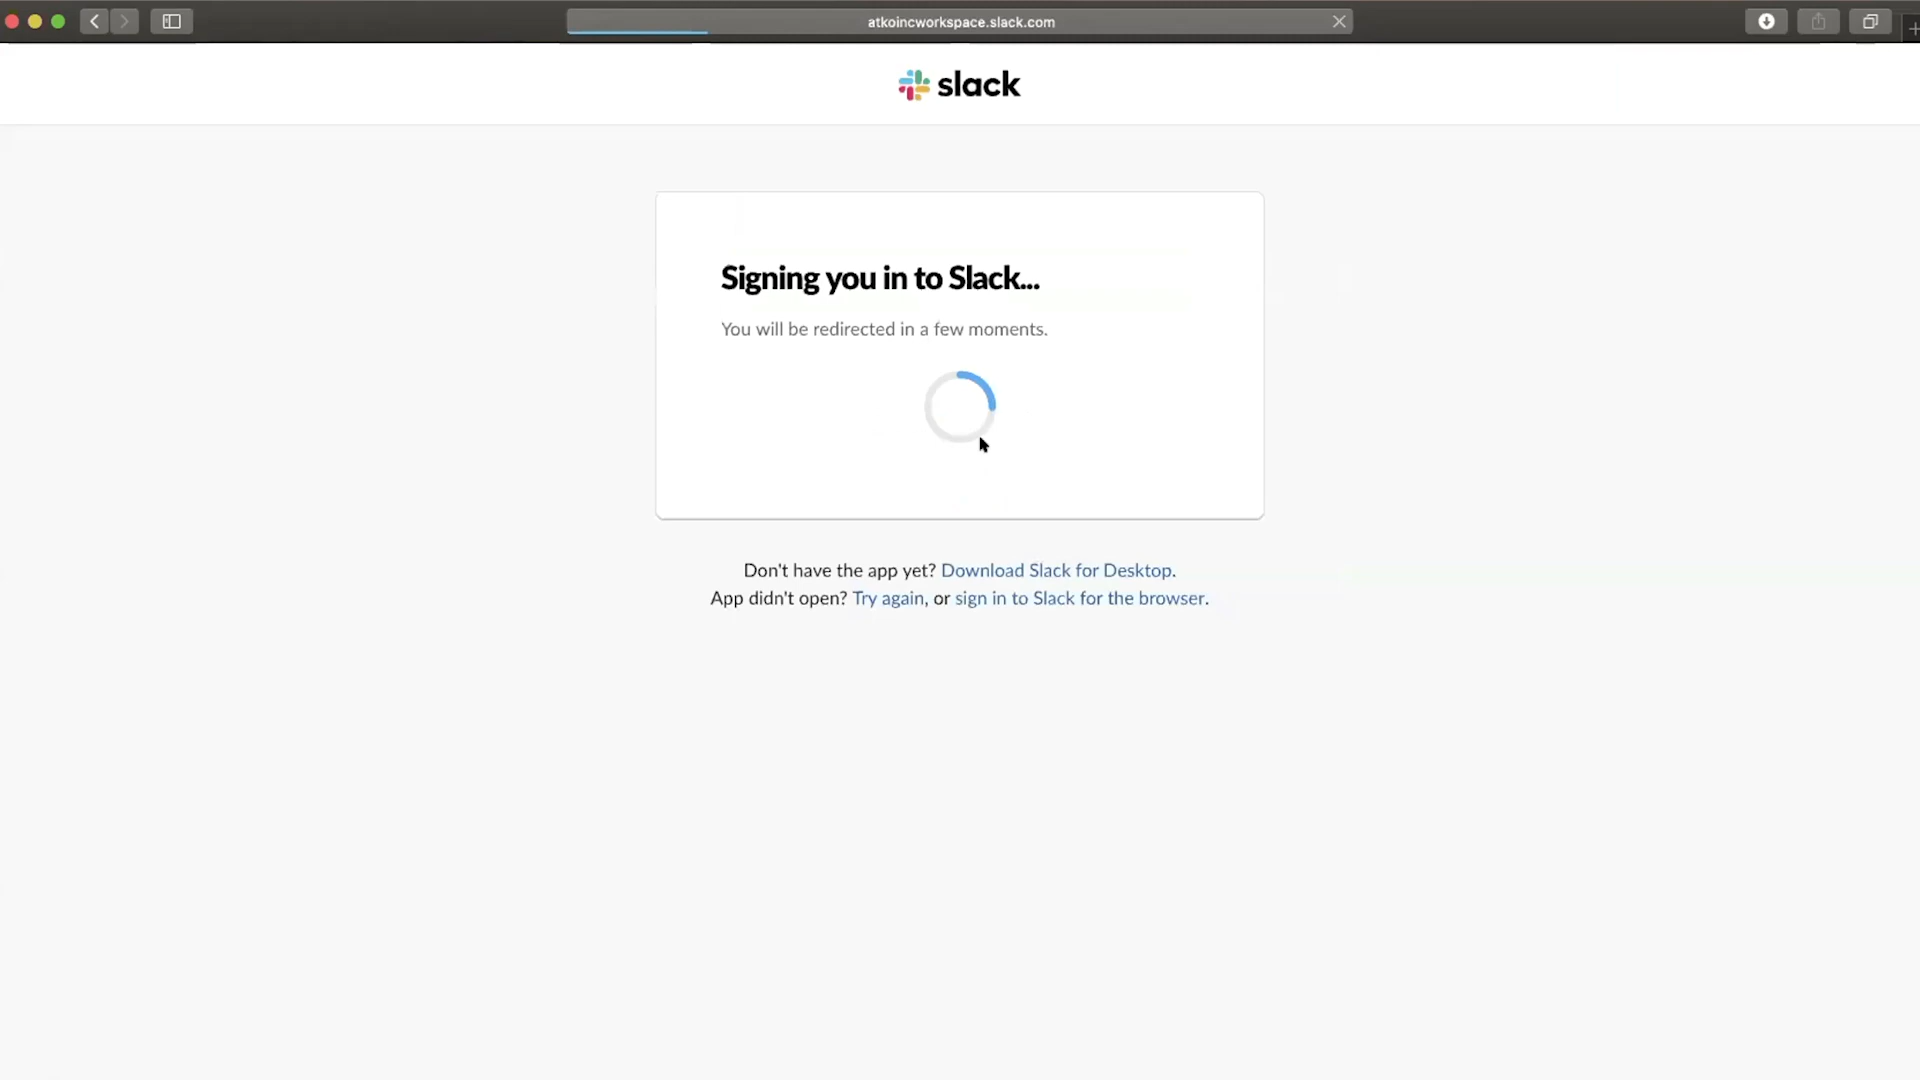 atkoincworkspace.slack.com
slack
Signing you in to Slack...
You will be redirected in a few moments.
Don't have the app yet? Download Slack for Desktop.
App didn't open? Try again, or sign in to Slack for the browser.